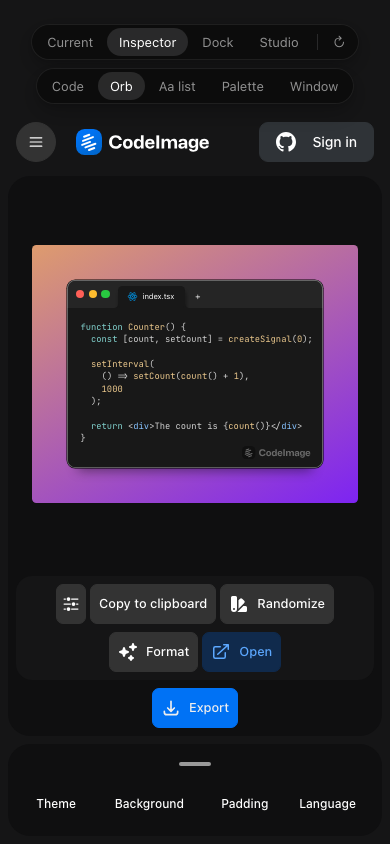 Current Inspector Dock Studio
Code Orb Aa list Palette Window
CodeImage Sign in
index.tsx +
function Counter() {
  const [count, setCount] = createSignal(0);

  setInterval(
    () => setCount(count() + 1),
    1000
  );

  return <div>The count is {count()}</div>
}
CodeImage
Copy to clipboard Randomize
Format Open
Export
Theme Background Padding Language